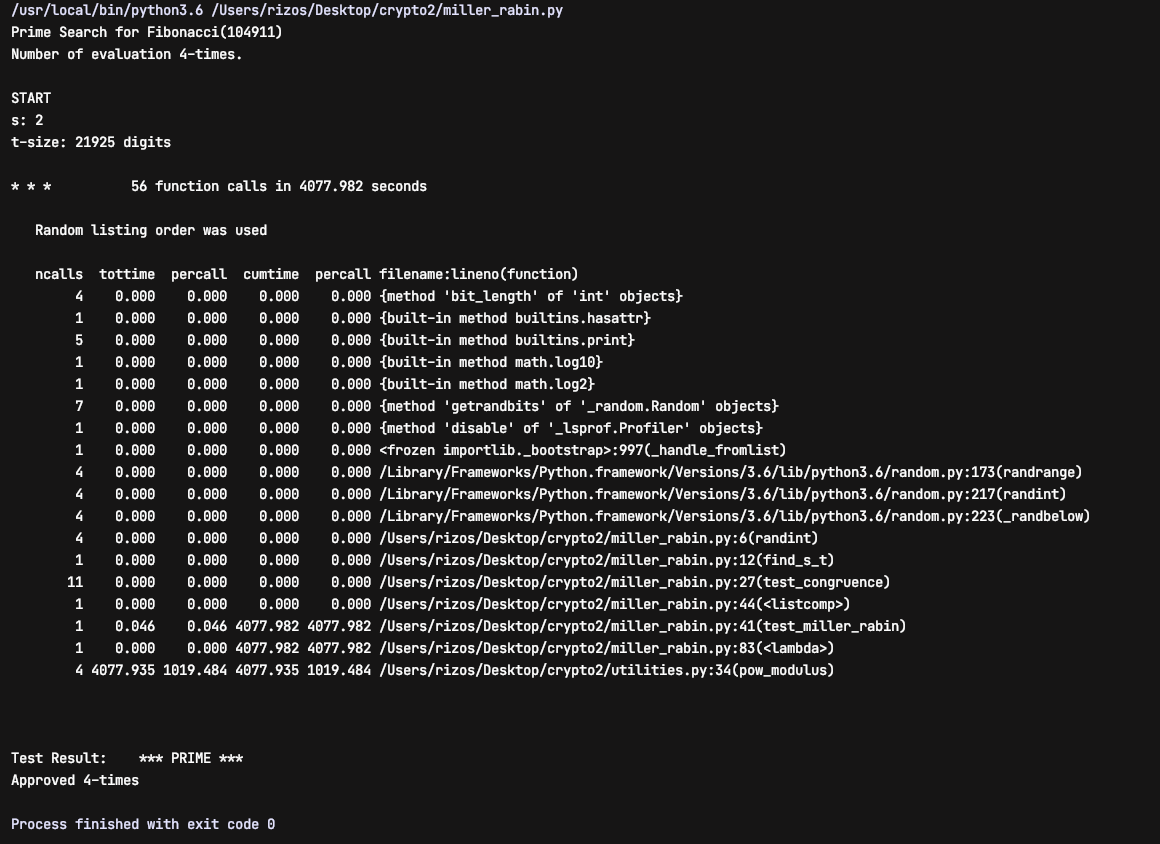 /usr/local/bin/python3.6 /Users/rizos/Desktop/crypto2/miller_rabin.py
Prime Search for Fibonacci(104911)
Number of evaluation 4-times.
START
s: 2
t-size: 21925 digits
* * *          56 function calls in 4077.982 seconds
   Random listing order was used
   ncalls  tottime  percall  cumtime  percall filename:lineno(function)
        4    0.000    0.000    0.000    0.000 {method 'bit_length' of 'int' objects}
        1    0.000    0.000    0.000    0.000 {built-in method builtins.hasattr}
        5    0.000    0.000    0.000    0.000 {built-in method builtins.print}
        1    0.000    0.000    0.000    0.000 {built-in method math.log10}
        1    0.000    0.000    0.000    0.000 {built-in method math.log2}
        7    0.000    0.000    0.000    0.000 {method 'getrandbits' of '_random.Random' objects}
        1    0.000    0.000    0.000    0.000 {method 'disable' of '_lsprof.Profiler' objects}
        1    0.000    0.000    0.000    0.000 <frozen importlib._bootstrap>:997(_handle_fromlist)
        4    0.000    0.000    0.000    0.000 /Library/Frameworks/Python.framework/Versions/3.6/lib/python3.6/random.py:173(randrange)
        4    0.000    0.000    0.000    0.000 /Library/Frameworks/Python.framework/Versions/3.6/lib/python3.6/random.py:217(randint)
        4    0.000    0.000    0.000    0.000 /Library/Frameworks/Python.framework/Versions/3.6/lib/python3.6/random.py:223(_randbelow)
        4    0.000    0.000    0.000    0.000 /Users/rizos/Desktop/crypto2/miller_rabin.py:6(randint)
        1    0.000    0.000    0.000    0.000 /Users/rizos/Desktop/crypto2/miller_rabin.py:12(find_s_t)
       11    0.000    0.000    0.000    0.000 /Users/rizos/Desktop/crypto2/miller_rabin.py:27(test_congruence)
        1    0.000    0.000    0.000    0.000 /Users/rizos/Desktop/crypto2/miller_rabin.py:44(<listcomp>)
        1    0.046    0.046 4077.982 4077.982 /Users/rizos/Desktop/crypto2/miller_rabin.py:41(test_miller_rabin)
        1    0.000    0.000 4077.982 4077.982 /Users/rizos/Desktop/crypto2/miller_rabin.py:83(<lambda>)
        4 4077.935 1019.484 4077.935 1019.484 /Users/rizos/Desktop/crypto2/utilities.py:34(pow_modulus)
Test Result:    *** PRIME ***
Approved 4-times
Process finished with exit code 0